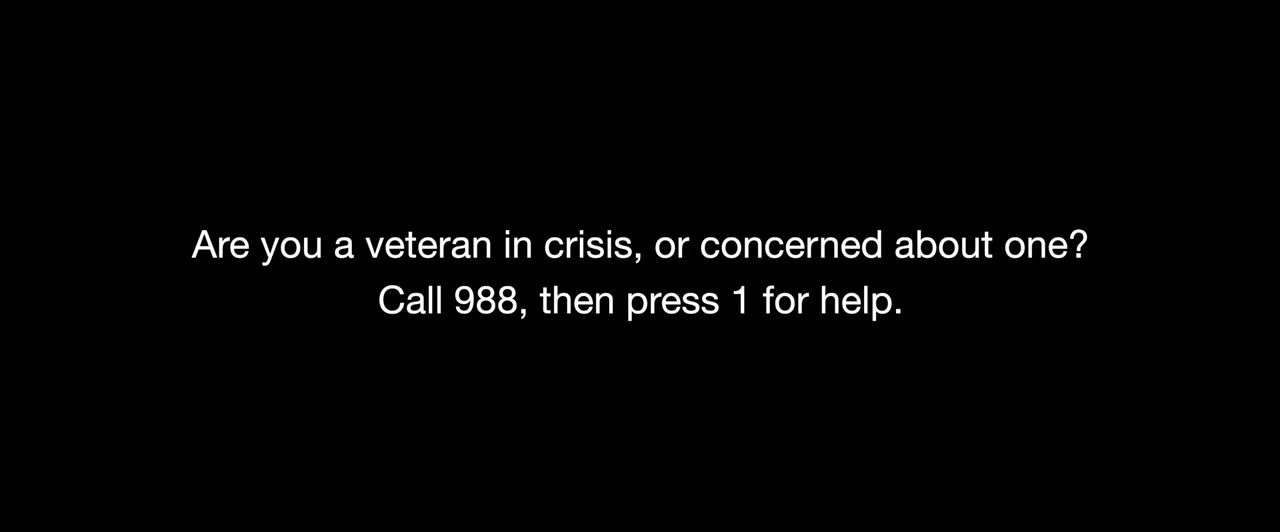 Are you a veteran in crisis, or concerned about one?
Call 988, then press 1 for help.